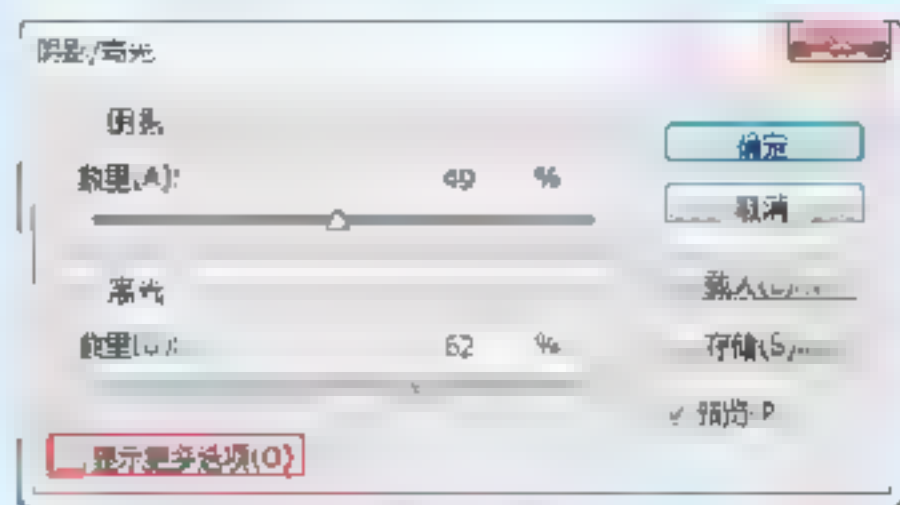 阴影/高光
阴影
数量(A): 49 %
确定
取消
高光
载入(L)...
数量(U): 62 %
存储(S)...
预览(P)
显示更多选项(O)